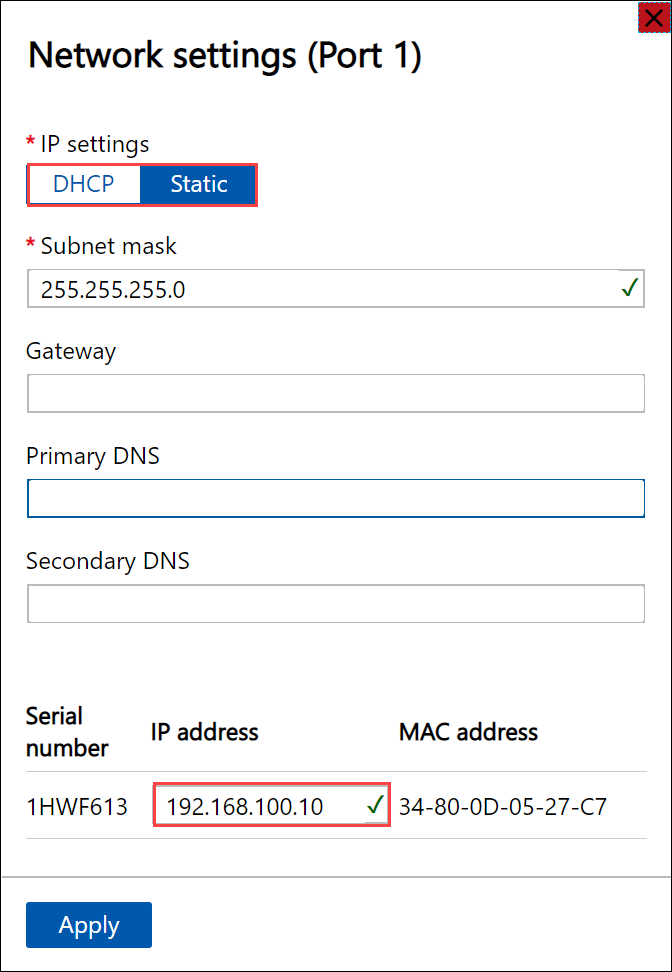 Network settings (Port 1)
* IP settings
DHCP Static
* Subnet mask
255.255.255.0
Gateway
Primary DNS
Secondary DNS
Serial number IP address MAC address
1HWF613 192.168.100.10 34-80-0D-05-27-C7
Apply